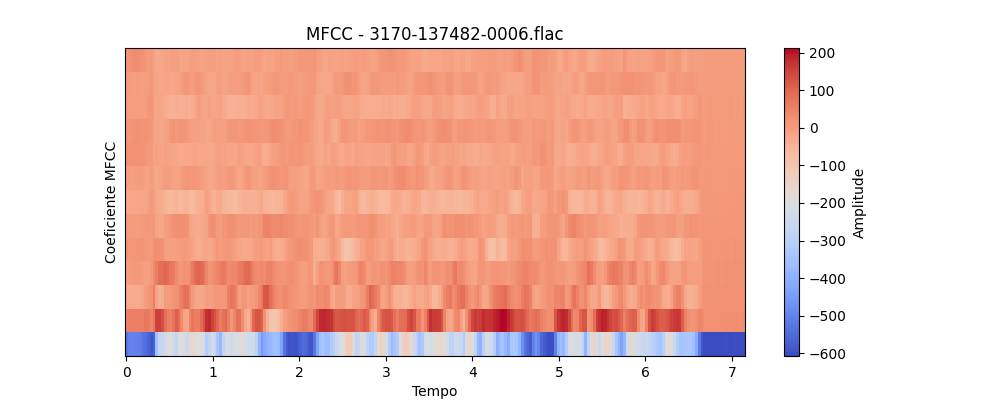 MFCC - 3170-137482-0006.flac
Coeficiente MFCC
0 1 2 3 4 5 6 7
Tempo
200
100
0
−100
−200
−300
−400
−500
−600
Amplitude